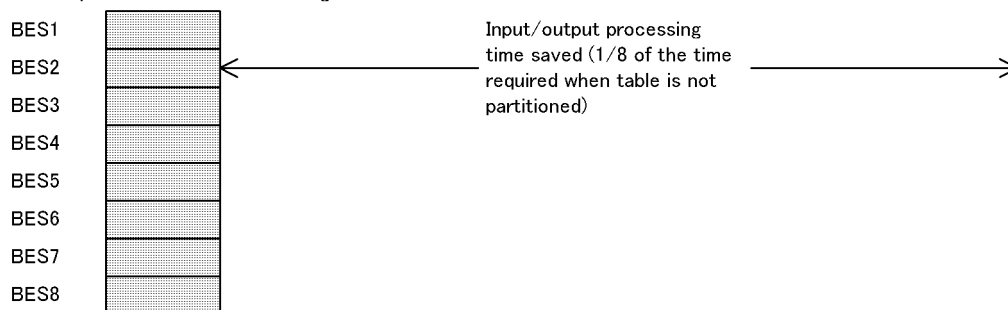 BES1
BES2
BES3
BES4
BES5
BES6
BES7
BES8
Input/output processing
time saved (1/8 of the time
required when table is not
partitioned)